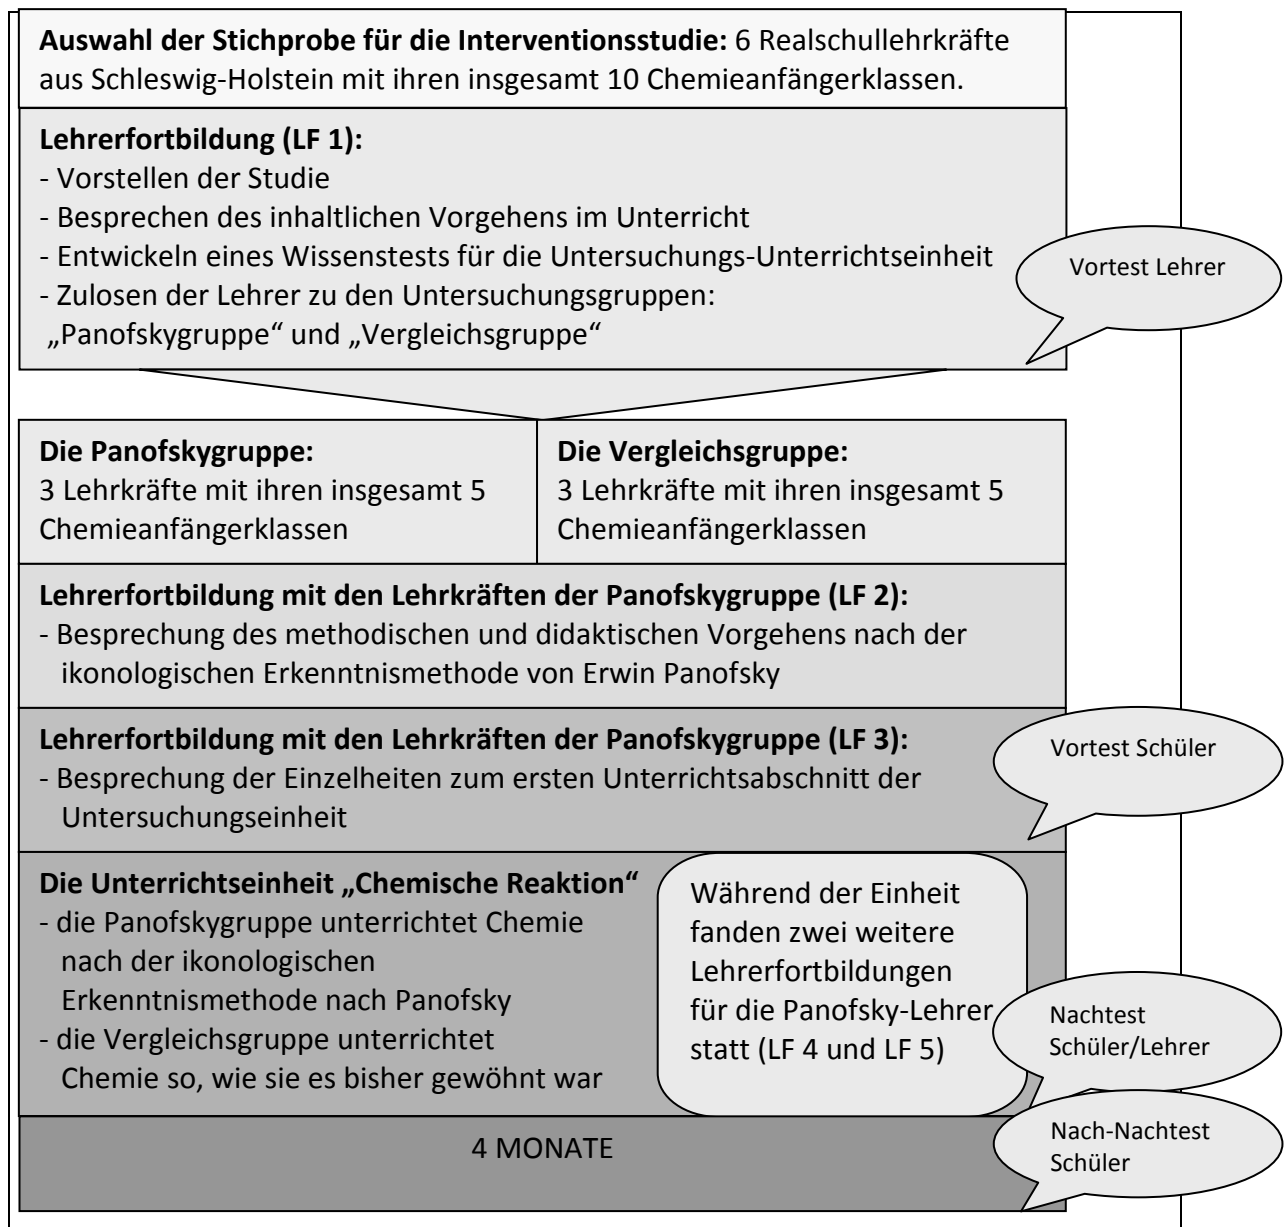 Auswahl der Stichprobe für die Interventionsstudie: 6 Realschullehrkräfte
aus Schleswig-Holstein mit ihren insgesamt 10 Chemieanfängerklassen.
Lehrerfortbildung (LF 1):
- Vorstellen der Studie
- Besprechen des inhaltlichen Vorgehens im Unterricht
- Entwickeln eines Wissenstests für die Untersuchungs-Unterrichtseinheit
- Zulosen der Lehrer zu den Untersuchungsgruppen:
„Panofskygruppe“ und „Vergleichsgruppe“
Vortest Lehrer
Die Panofskygruppe:
3 Lehrkräfte mit ihren insgesamt 5
Chemieanfängerklassen
Die Vergleichsgruppe:
3 Lehrkräfte mit ihren insgesamt 5
Chemieanfängerklassen
Lehrerfortbildung mit den Lehrkräften der Panofskygruppe (LF 2):
- Besprechung des methodischen und didaktischen Vorgehens nach der
ikonologischen Erkenntnismethode von Erwin Panofsky
Lehrerfortbildung mit den Lehrkräften der Panofskygruppe (LF 3):
- Besprechung der Einzelheiten zum ersten Unterrichtsabschnitt der
Untersuchungseinheit
Vortest Schüler
Die Unterrichtseinheit „Chemische Reaktion“
- die Panofskygruppe unterrichtet Chemie
nach der ikonologischen
Erkenntnismethode nach Panofsky
- die Vergleichsgruppe unterrichtet
Chemie so, wie sie es bisher gewöhnt war
Während der Einheit
fanden zwei weitere
Lehrerfortbildungen
für die Panofsky-Lehrer
statt (LF 4 und LF 5)
Nachtest
Schüler/Lehrer
4 MONATE
Nach-Nachtest
Schüler